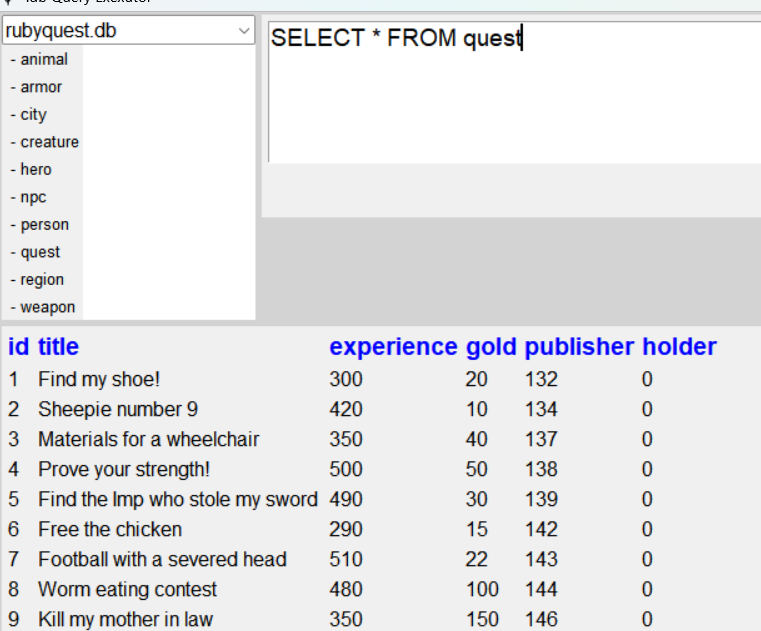 rubyquest.db
- animal
- armor
- city
- creature
- hero
- npc
- person
- quest
- region
- weapon
SELECT * FROM quest
id title experience gold publisher holder
1 Find my shoe! 300 20 132 0
2 Sheepie number 9 420 10 134 0
3 Materials for a wheelchair 350 40 137 0
4 Prove your strength! 500 50 138 0
5 Find the Imp who stole my sword 490 30 139 0
6 Free the chicken 290 15 142 0
7 Football with a severed head 510 22 143 0
8 Worm eating contest 480 100 144 0
9 Kill my mother in law 350 150 146 0